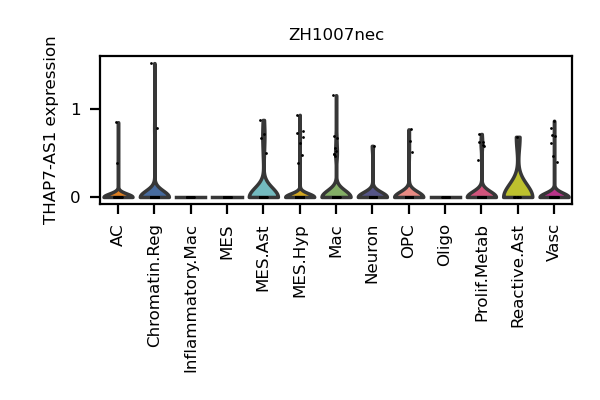 ZH1007nec
THAP7-AS1 expression
1
0
AC
Chromatin.Reg
Inflammatory.Mac
MES
MES.Ast
MES.Hyp
Mac
Neuron
OPC
Oligo
Prolif.Metab
Reactive.Ast
Vasc